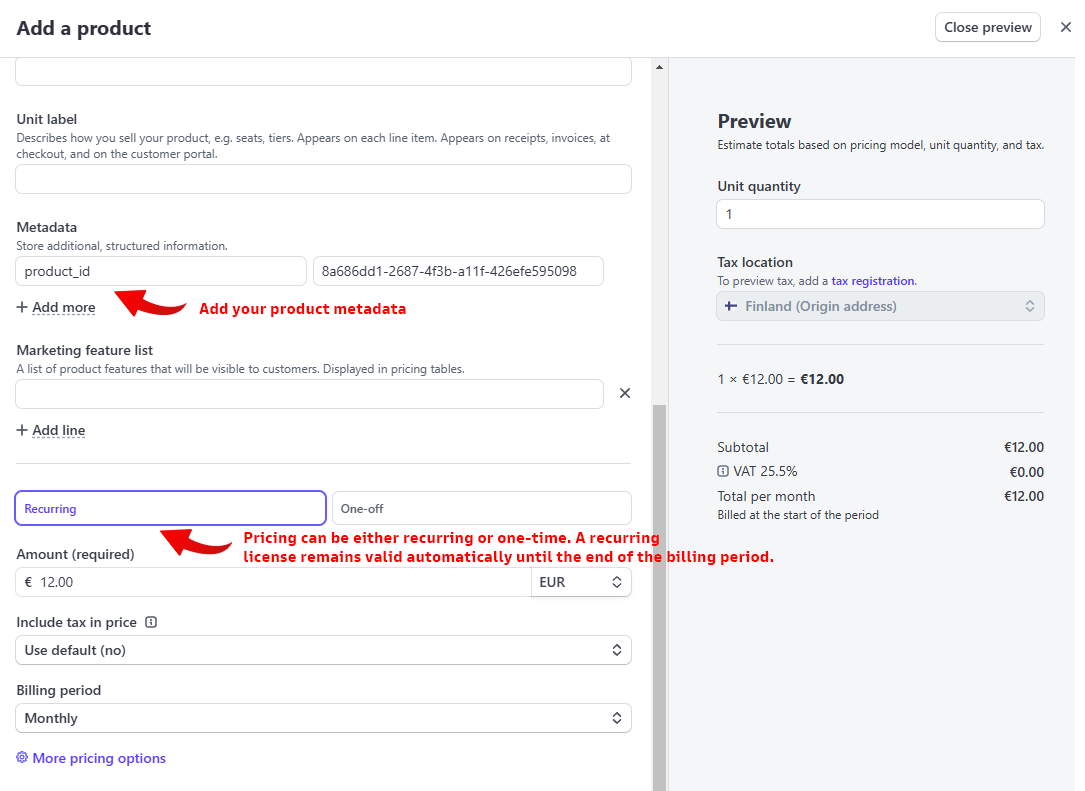 Add a product
Close preview
Unit label
Describes how you sell your product, e.g. seats, tiers. Appears on each line item. Appears on receipts, invoices, at
checkout, and on the customer portal.
Metadata
Store additional, structured information.
product_id
8a686dd1-2687-4f3b-a11f-426efe595098
+ Add more
Add your product metadata
Marketing feature list
A list of product features that will be visible to customers. Displayed in pricing tables.
+ Add line
Recurring
One-off
Pricing can be either recurring or one-time. A recurring
license remains valid automatically until the end of the billing period.
Amount (required)
€ 12.00
EUR
Include tax in price
Use default (no)
Billing period
Monthly
More pricing options
Preview
Estimate totals based on pricing model, unit quantity, and tax.
Unit quantity
1
Tax location
To preview tax, add a tax registration.
Finland (Origin address)
1 × €12.00 = €12.00
Subtotal €12.00
VAT 25.5% €0.00
Total per month €12.00
Billed at the start of the period